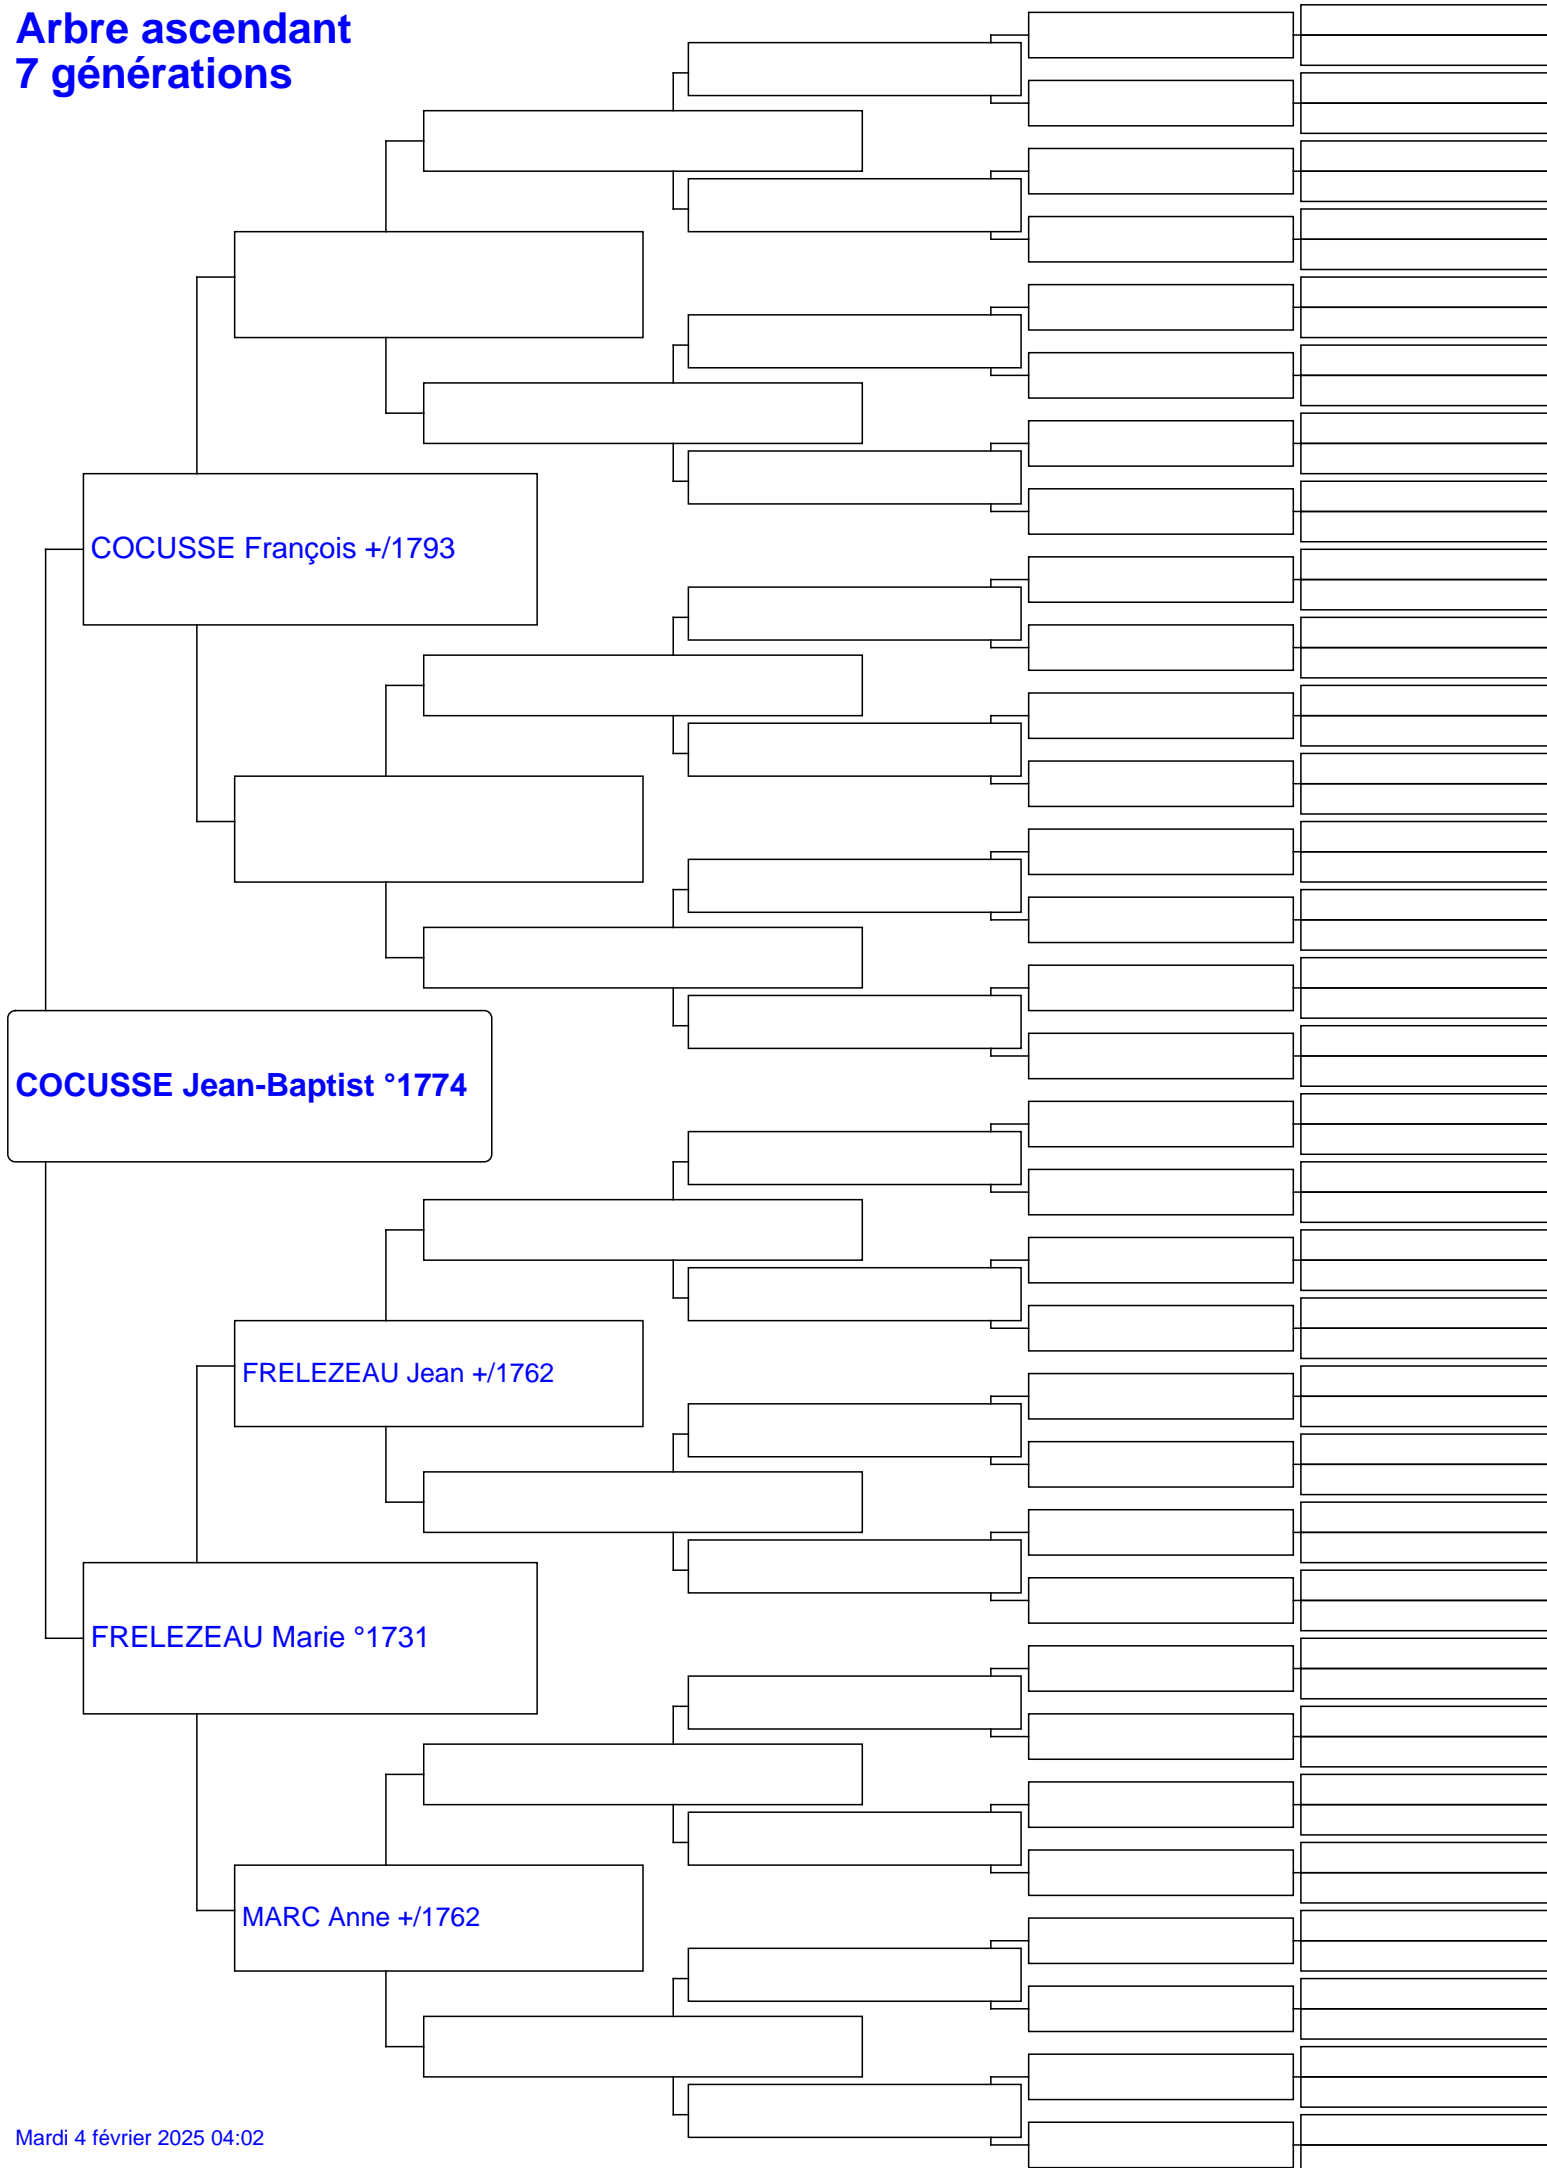 Arbre ascendant
7 générations
COCUSSE François +/1793
COCUSSE Jean-Baptist °1774
FRELEZEAU Jean +/1762
FRELEZEAU Marie °1731
MARC Anne +/1762
Mardi 4 février 2025 04:02